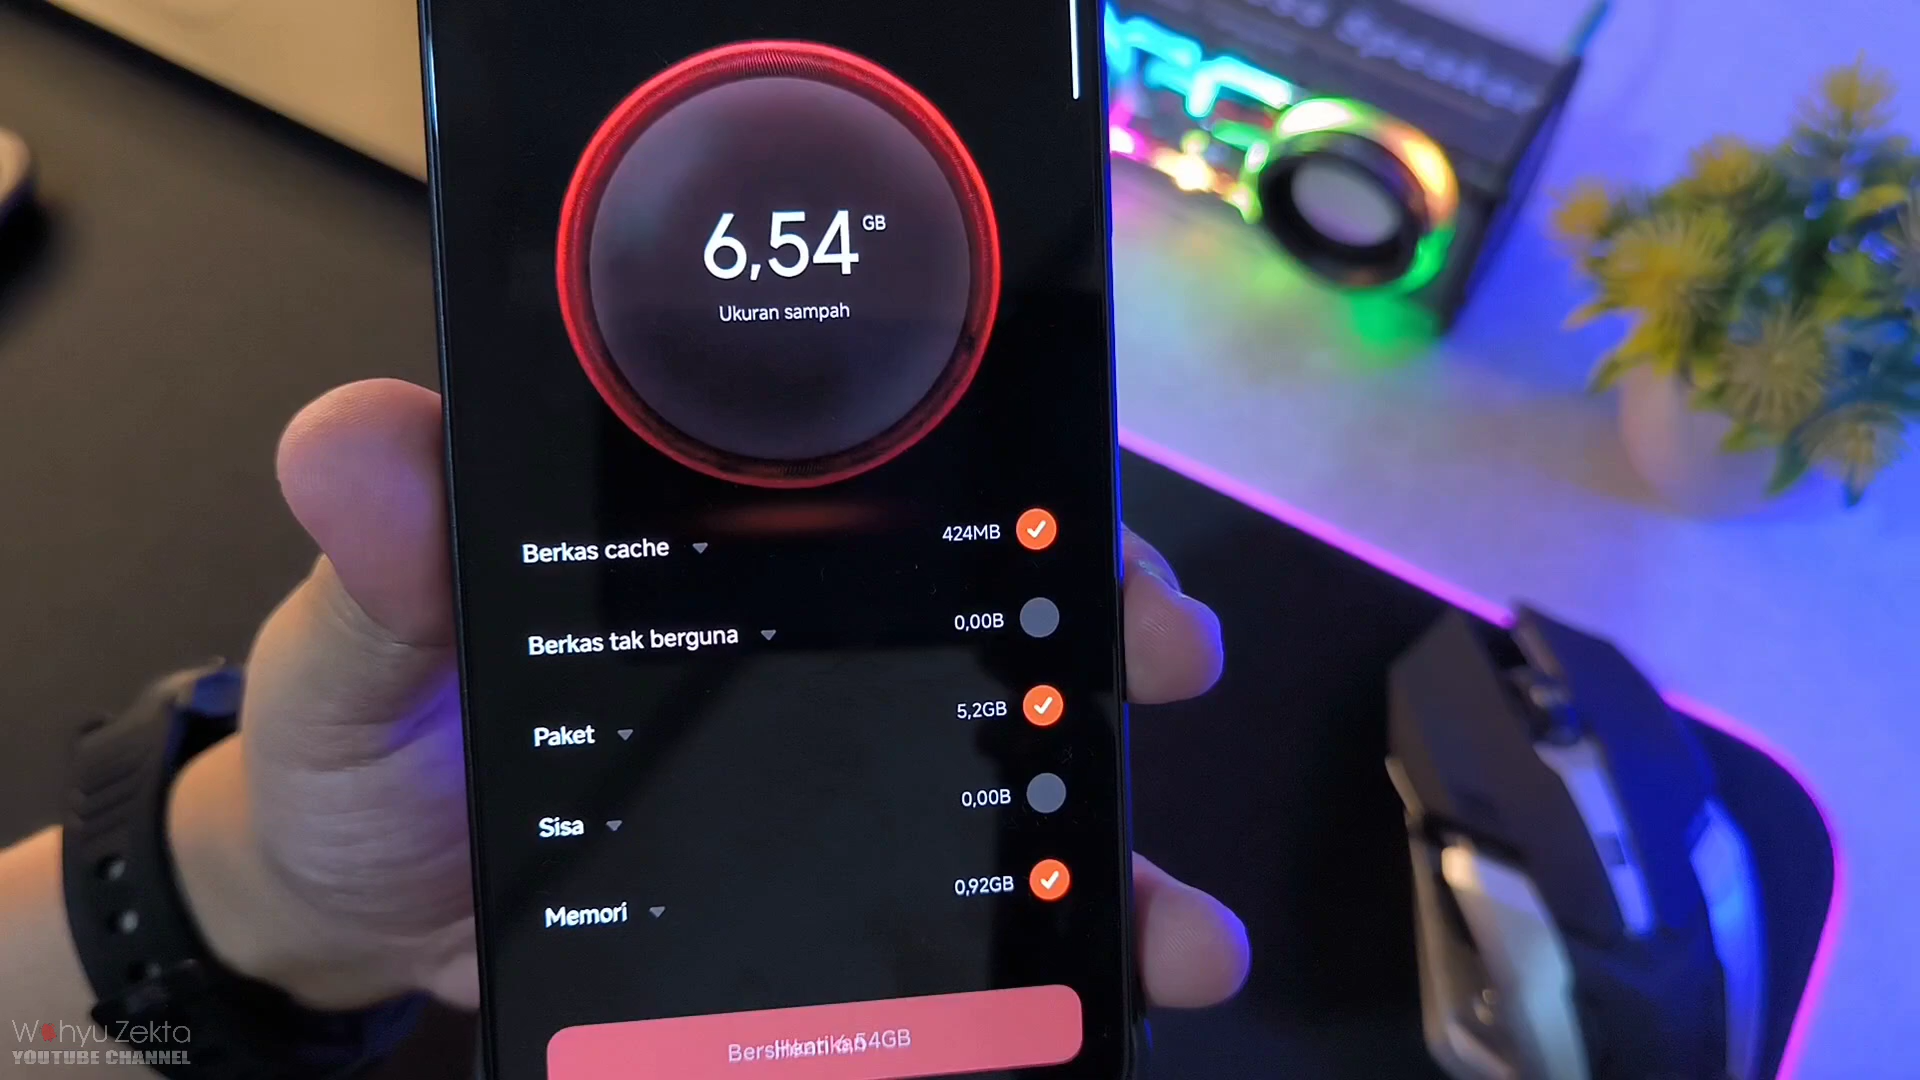 Speaker
6,54 GB
Ukuran sampah
Berkas cache 424MB
Berkas tak berguna 0,00B
Paket 5,2GB
Sisa 0,00B
Memori 0,92GB
Wahyu Zekta
YOUTUBE CHANNEL